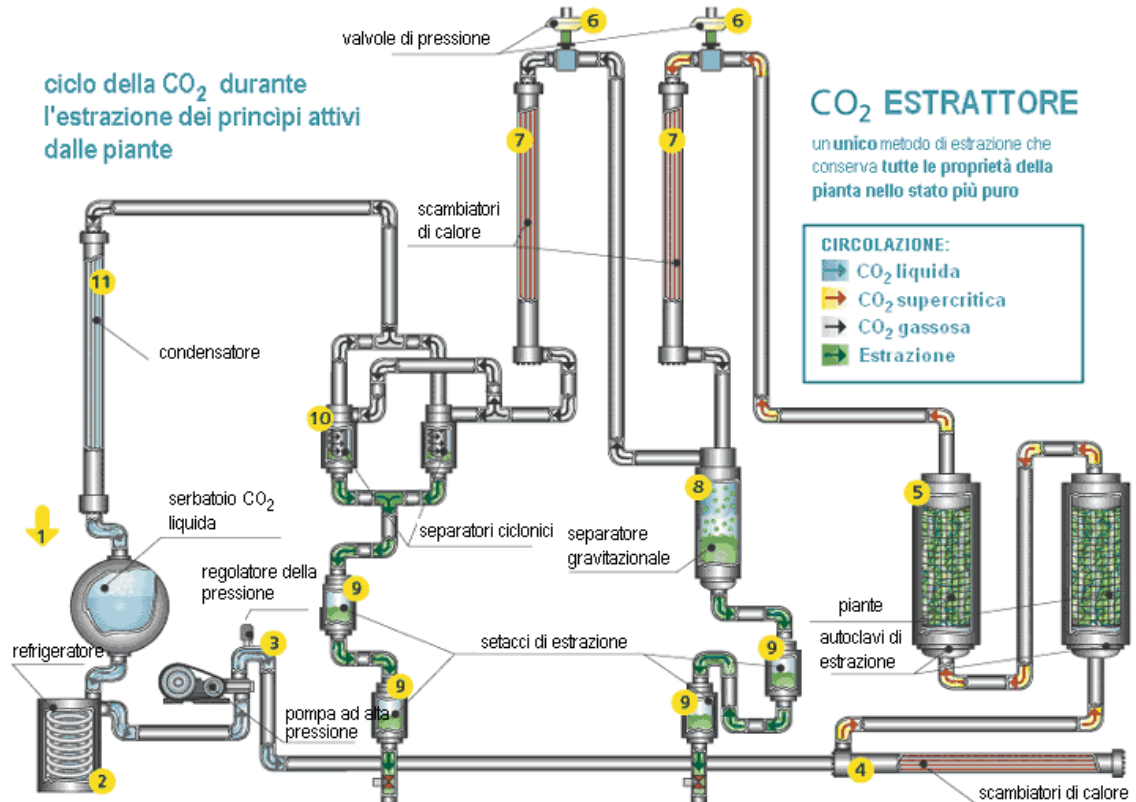 6
6
valvole di pressione
ciclo della CO2 durante
l'estrazione dei principi attivi
dalle piante
CO2 ESTRATTORE
un unico metodo di estrazione che
conserva tutte le proprietà della
pianta nello stato più puro
7
7
scambiatori
di calore
CIRCOLAZIONE:
CO2 liquida
CO2 supercritica
CO2 gassosa
Estrazione
11
condensatore
10
8
5
serbatoio CO2
liquida
1
separatori ciclonici
separatore
gravitazionale
regolatore della
pressione
9
piante
autoclavi di
estrazione
refrigeratore
3
setacci di estrazione
9
9
9
pompa ad alta
pressione
2
4
scambiatori di calore